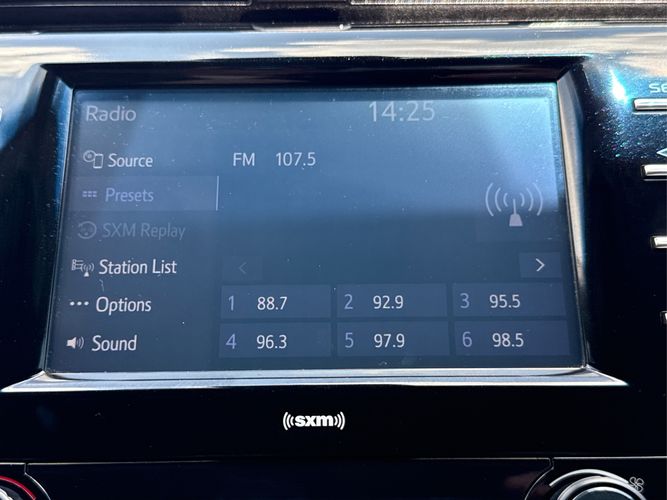 Radio 14:25
Source FM 107.5
Presets
SXM Replay
Station List < >
Options 1 88.7 2 92.9 3 95.5
Sound 4 96.3 5 97.9 6 98.5
((sxm))